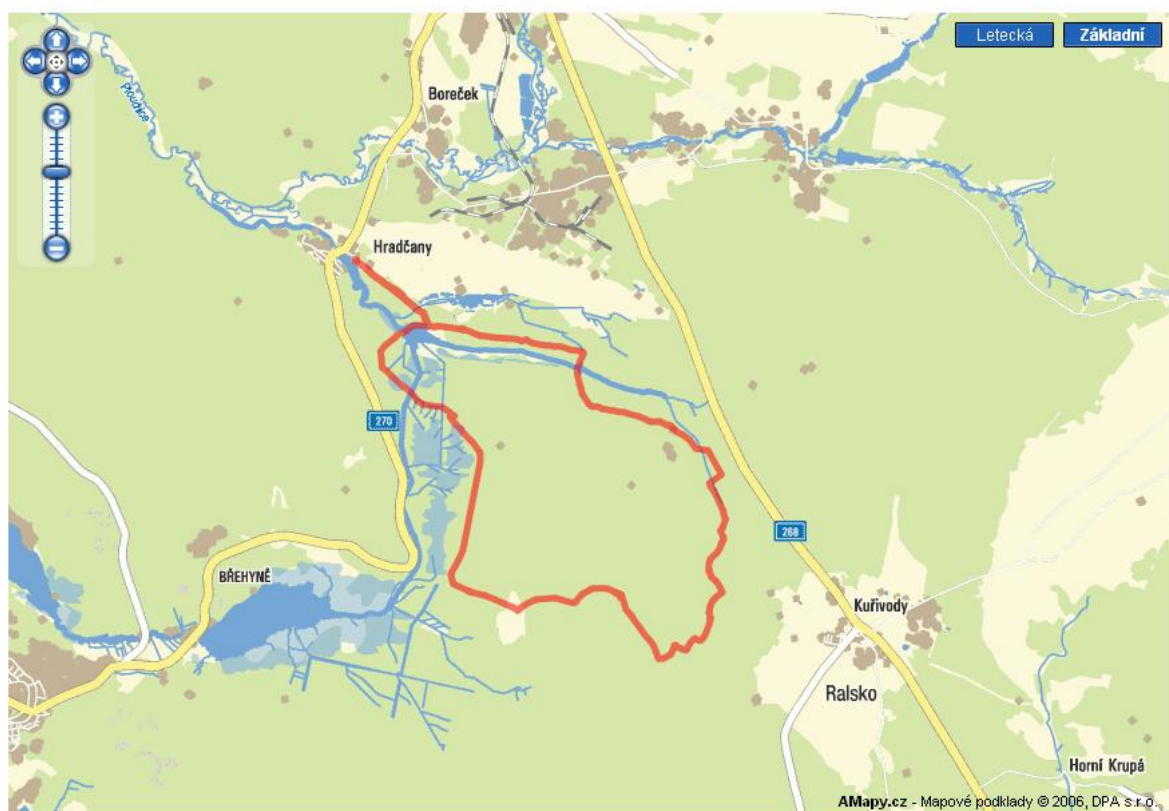 Letecká
Základní
Ploučnice
Boreček
Hradčany
270
268
BŘEHYNĚ
Kuřivody
Ralsko
Horní Krupá
AMapy.cz - Mapové podklady © 2006, DPA s.r.o.